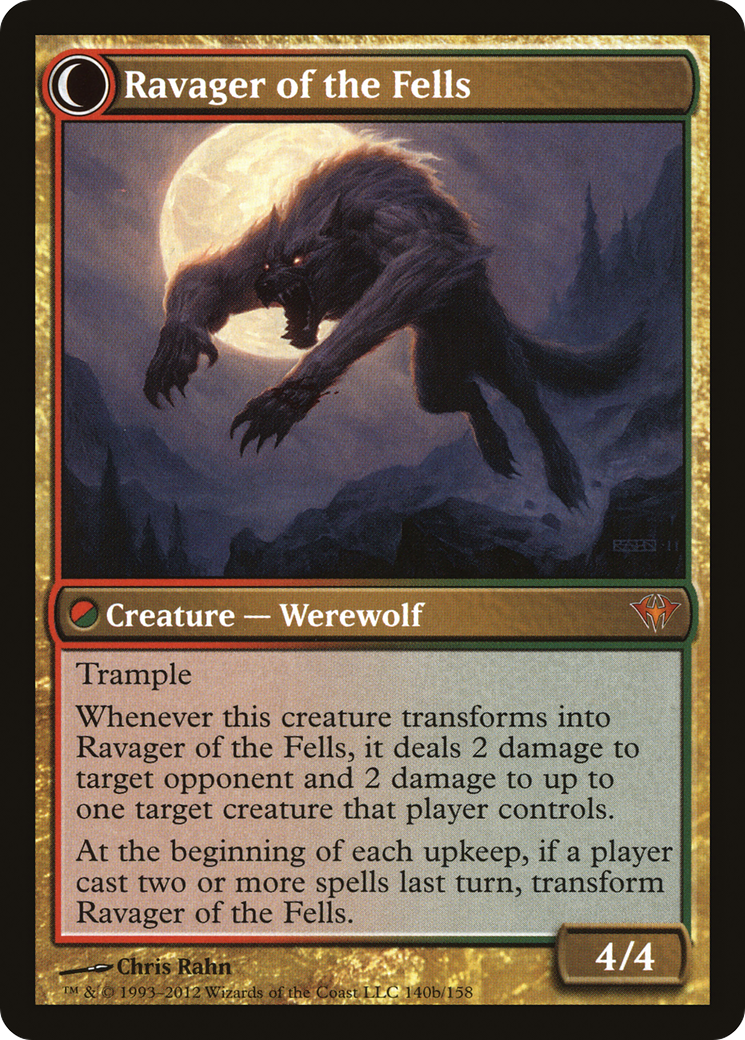 Ravager of the Fells
Creature — Werewolf
Trample
Whenever this creature transforms into
Ravager of the Fells, it deals 2 damage to
target opponent and 2 damage to up to
one target creature that player controls.
At the beginning of each upkeep, if a player
cast two or more spells last turn, transform
Ravager of the Fells.
4/4
Chris Rahn
™ & © 1993–2012 Wizards of the Coast LLC 140b/158